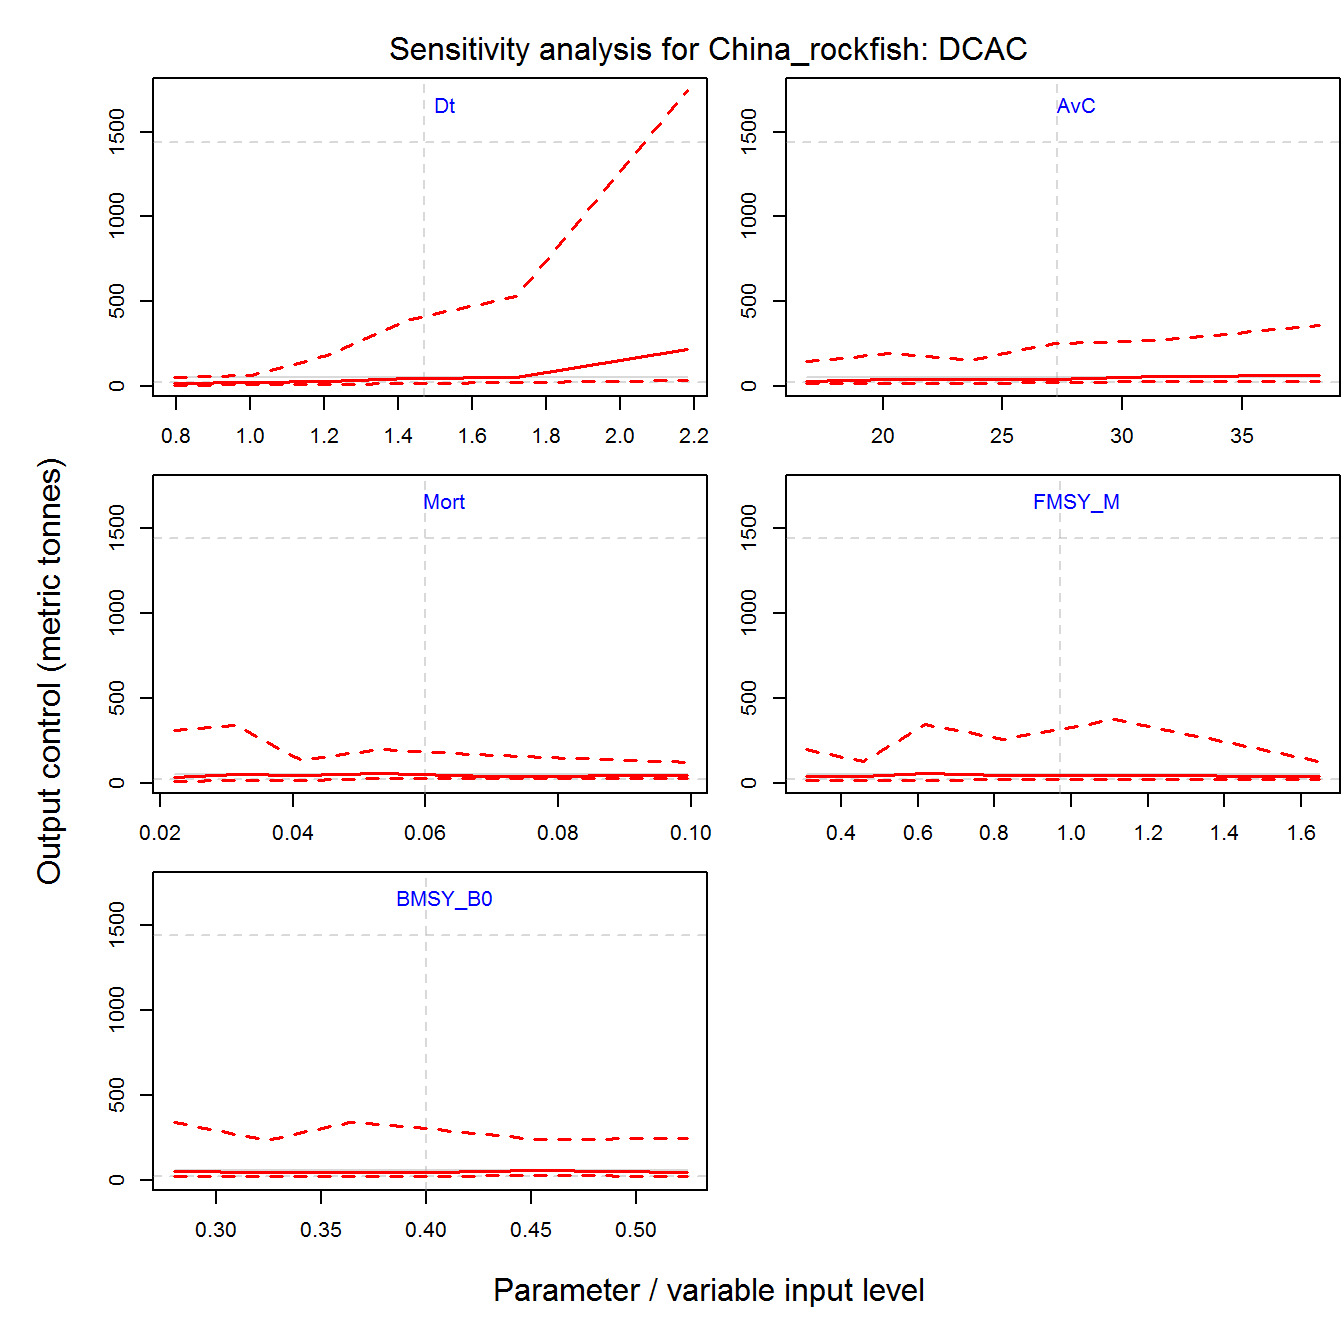 Sensitivity analysis for China_rockfish: DCAC
Output control (metric tonnes)
Dt
1500
1000
500
0
0.8 1.0 1.2 1.4 1.6 1.8 2.0 2.2
AvC
1500
1000
500
0
20 25 30 35
Mort
1500
1000
500
0
0.02 0.04 0.06 0.08 0.10
FMSY_M
1500
1000
500
0
0.4 0.6 0.8 1.0 1.2 1.4 1.6
BMSY_B0
1500
1000
500
0
0.30 0.35 0.40 0.45 0.50
Parameter / variable input level